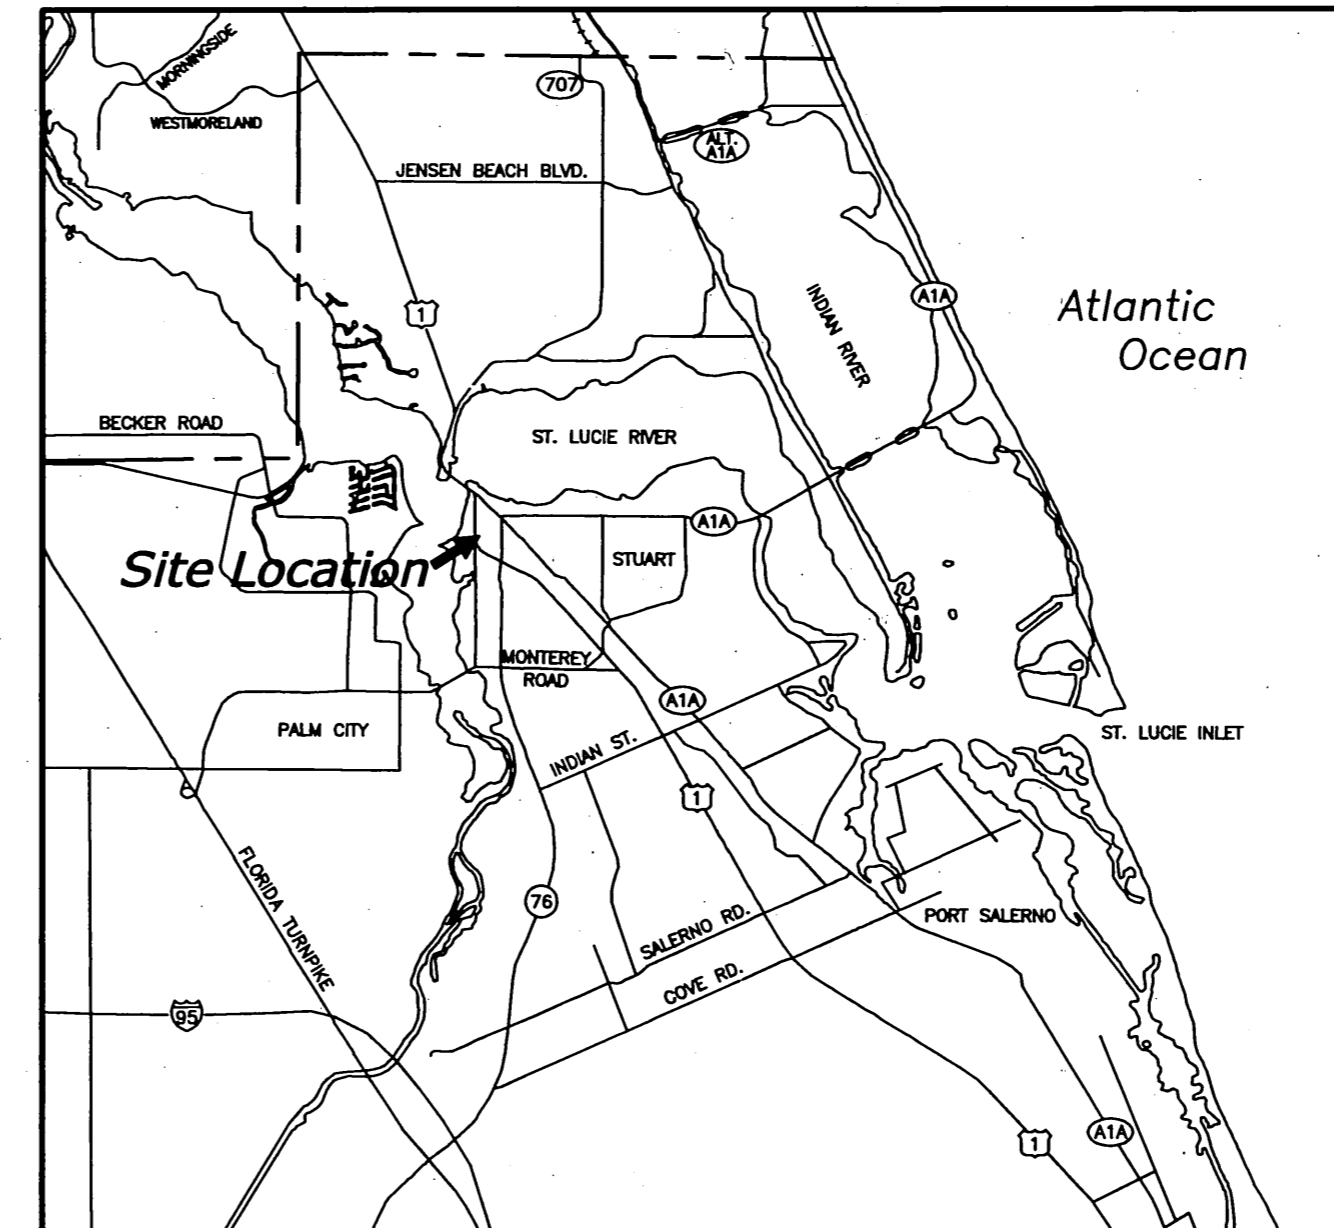 MORNINGSIDE
707
WESTMORELAND
ALT.
A1A
JENSEN BEACH BLVD.
A1A
Atlantic
Ocean
1
INDIAN RIVER
BECKER ROAD
ST. LUCIE RIVER
A1A
STUART
Site Location
MONTEREY
ROAD
A1A
PALM CITY
INDIAN ST.
ST. LUCIE INLET
1
FLORIDA TURNPIKE
76
SALERNO RD.
PORT SALERNO
COVE RD.
95
A1A
1